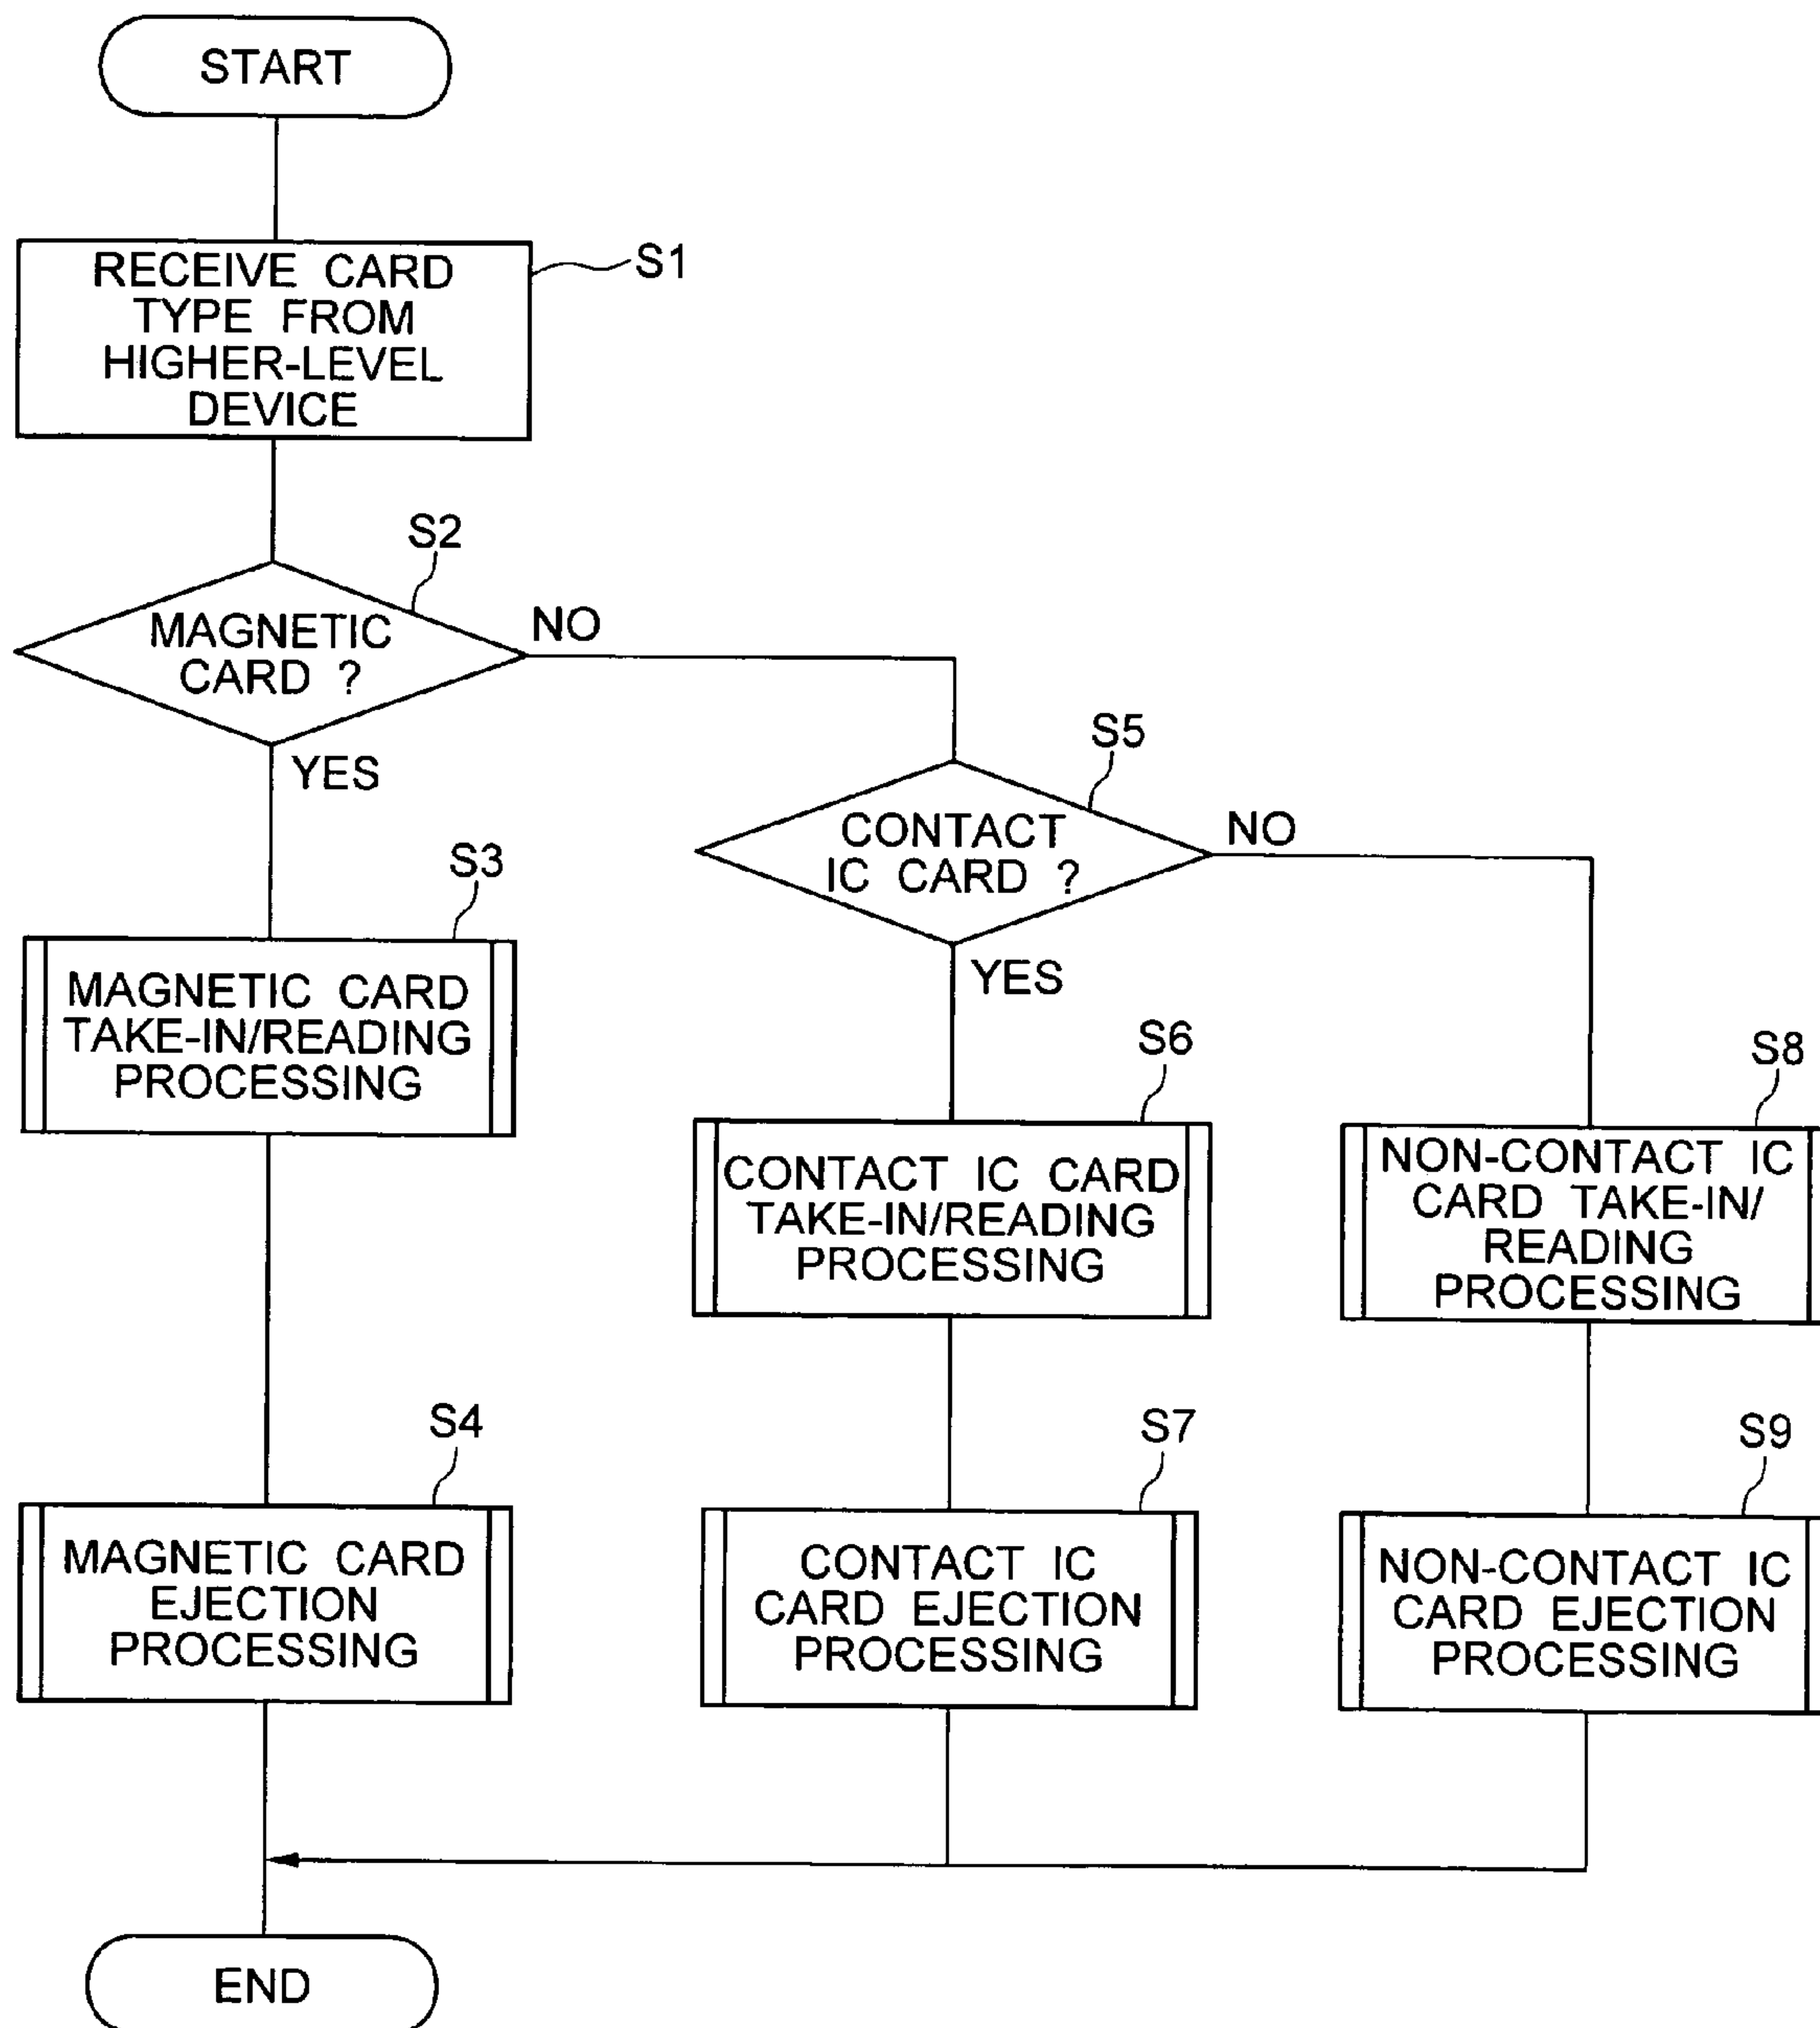 START
RECEIVE CARD
TYPE FROM
HIGHER-LEVEL
DEVICE
S1
S2
MAGNETIC
CARD ?
NO
YES
S5
CONTACT
IC CARD ?
NO
YES
S3
MAGNETIC CARD
TAKE-IN/READING
PROCESSING
S6
CONTACT IC CARD
TAKE-IN/READING
PROCESSING
S8
NON-CONTACT IC
CARD TAKE-IN/
READING
PROCESSING
S4
MAGNETIC CARD
EJECTION
PROCESSING
S7
CONTACT IC
CARD EJECTION
PROCESSING
S9
NON-CONTACT IC
CARD EJECTION
PROCESSING
END